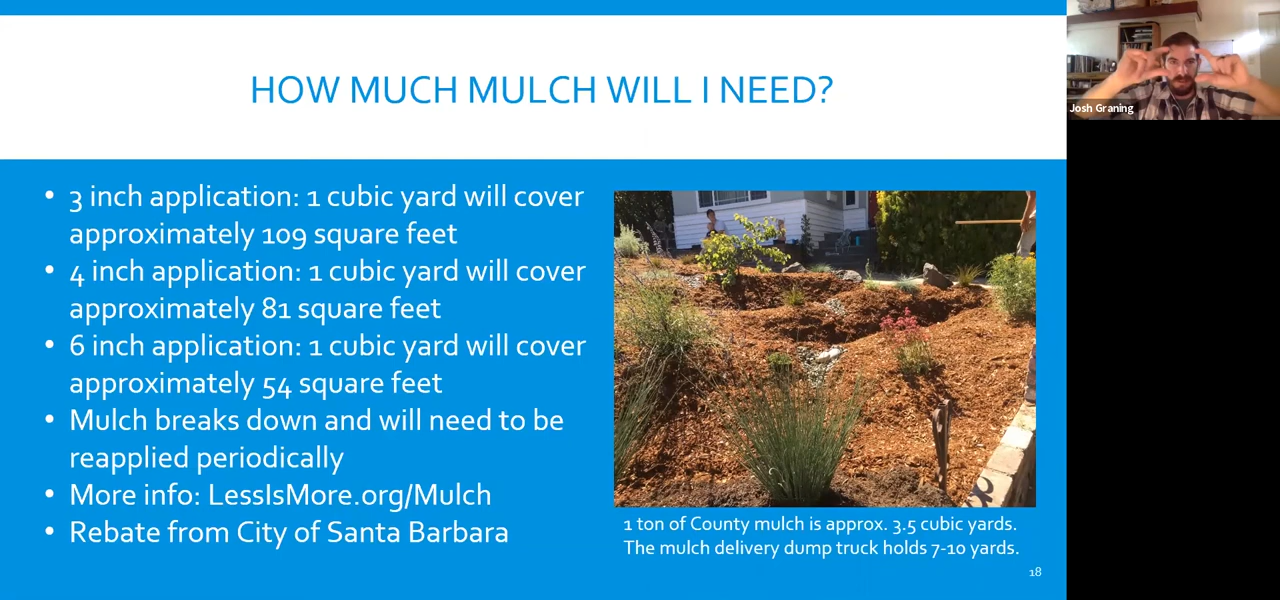 HOW MUCH MULCH WILL I NEED?
Josh Graning
• 3 inch application: 1 cubic yard will cover
approximately 109 square feet
• 4 inch application: 1 cubic yard will cover
approximately 81 square feet
• 6 inch application: 1 cubic yard will cover
approximately 54 square feet
• Mulch breaks down and will need to be
reapplied periodically
• More info: LessIsMore.org/Mulch
• Rebate from City of Santa Barbara
1 ton of County mulch is approx. 3.5 cubic yards.
The mulch delivery dump truck holds 7-10 yards.
18